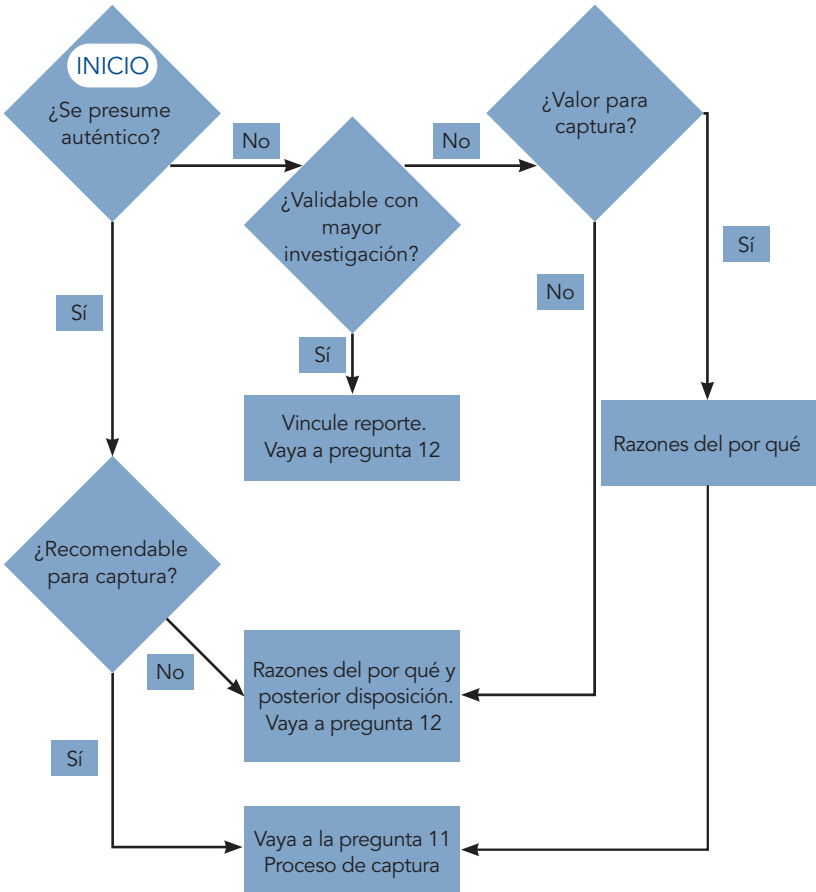 INICIO
¿Se presume
auténtico?
No
¿Validable con
mayor
investigación?
No
¿Valor para
captura?
Sí
No
Sí
Sí
Vincule reporte.
Vaya a pregunta 12
Razones del por qué
¿Recomendable
para captura?
No
Razones del por qué y
posterior disposición.
Vaya a pregunta 12
Sí
Vaya a la pregunta 11
Proceso de captura